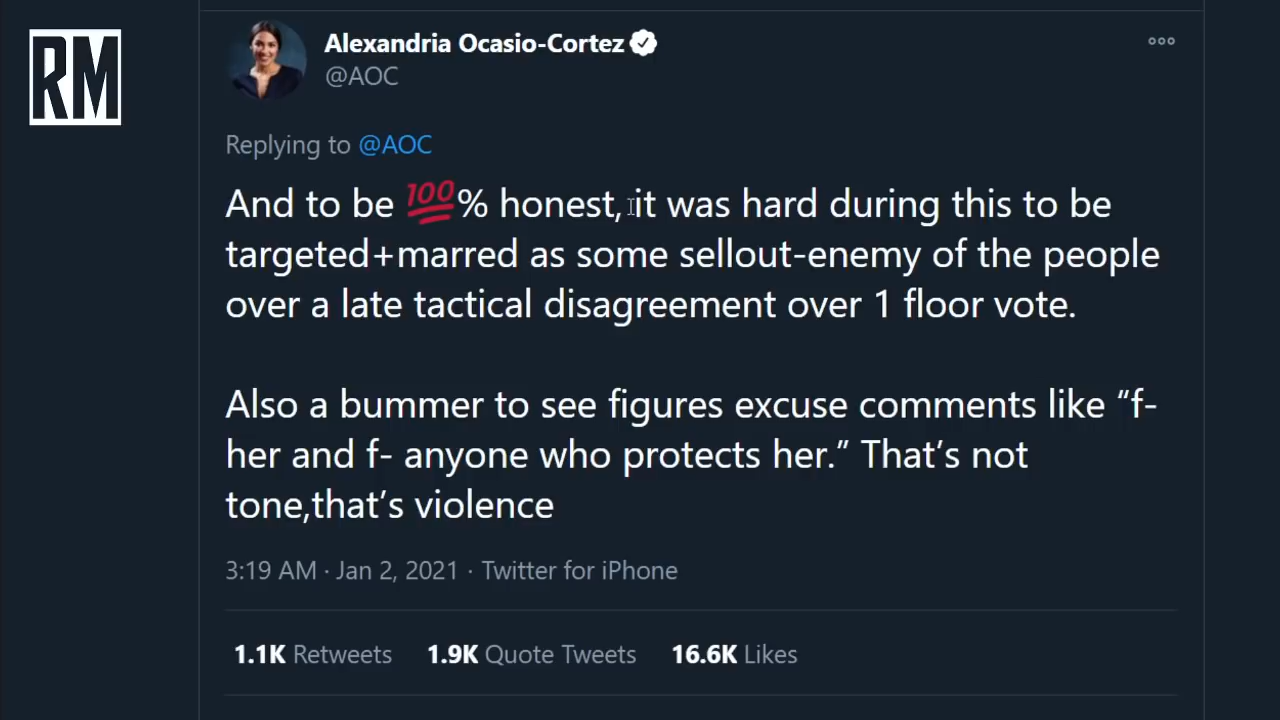 RM
Alexandria Ocasio-Cortez
@AOC
Replying to @AOC
And to be 💯% honest, it was hard during this to be
targeted+marred as some sellout-enemy of the people
over a late tactical disagreement over 1 floor vote.
Also a bummer to see figures excuse comments like “f-
her and f- anyone who protects her.” That’s not
tone,that’s violence
3:19 AM · Jan 2, 2021 · Twitter for iPhone
1.1K Retweets 1.9K Quote Tweets 16.6K Likes